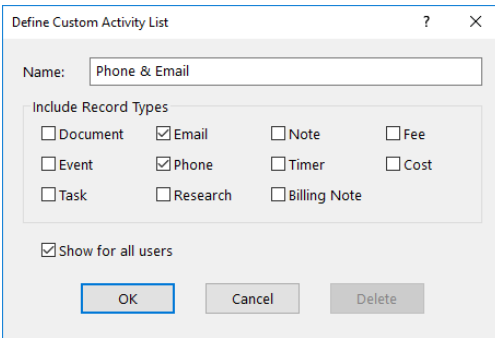 Define Custom Activity List ?
Name: Phone & Email
Include Record Types
Document Email Note Fee
Event Phone Timer Cost
Task Research Billing Note
Show for all users
OK Cancel Delete